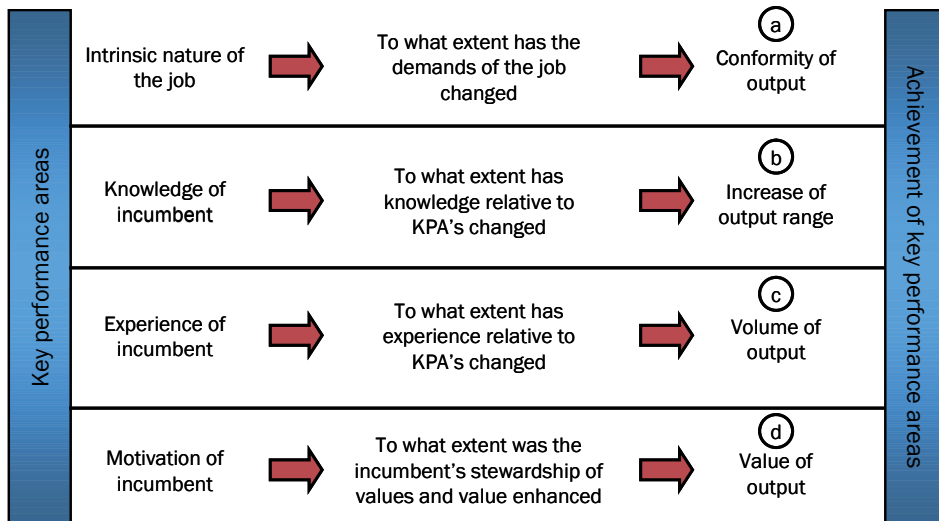 Key performance areas
Intrinsic nature of
the job
To what extent has the
demands of the job
changed
a
Conformity of
output
Knowledge of
incumbent
To what extent has
knowledge relative to
KPA's changed
b
Increase of
output range
Experience of
incumbent
To what extent has
experience relative to
KPA's changed
c
Volume of
output
Motivation of
incumbent
To what extent was the
incumbent's stewardship of
values and value enhanced
d
Value of
output
Achievement of key performance areas